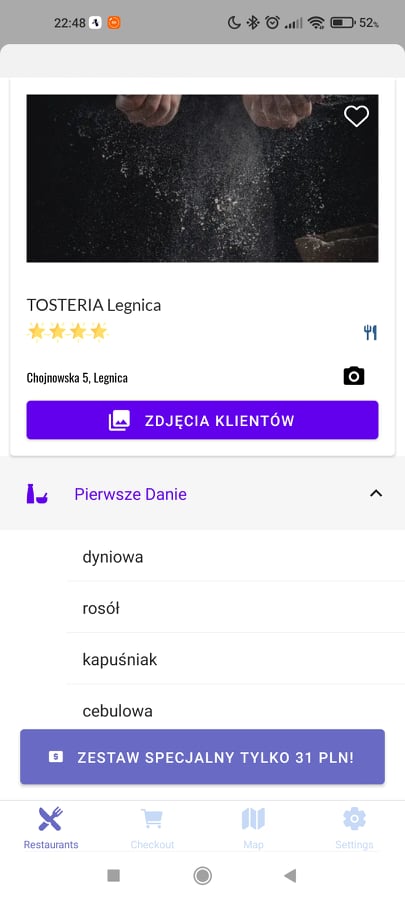 22:48
52%
TOSTERIA Legnica
Chojnowska 5, Legnica
ZDJĘCIA KLIENTÓW
Pierwsze Danie
dyniowa
rosół
kapuśniak
cebulowa
ZESTAW SPECJALNY TYLKO 31 PLN!
Restaurants
Checkout
Map
Settings